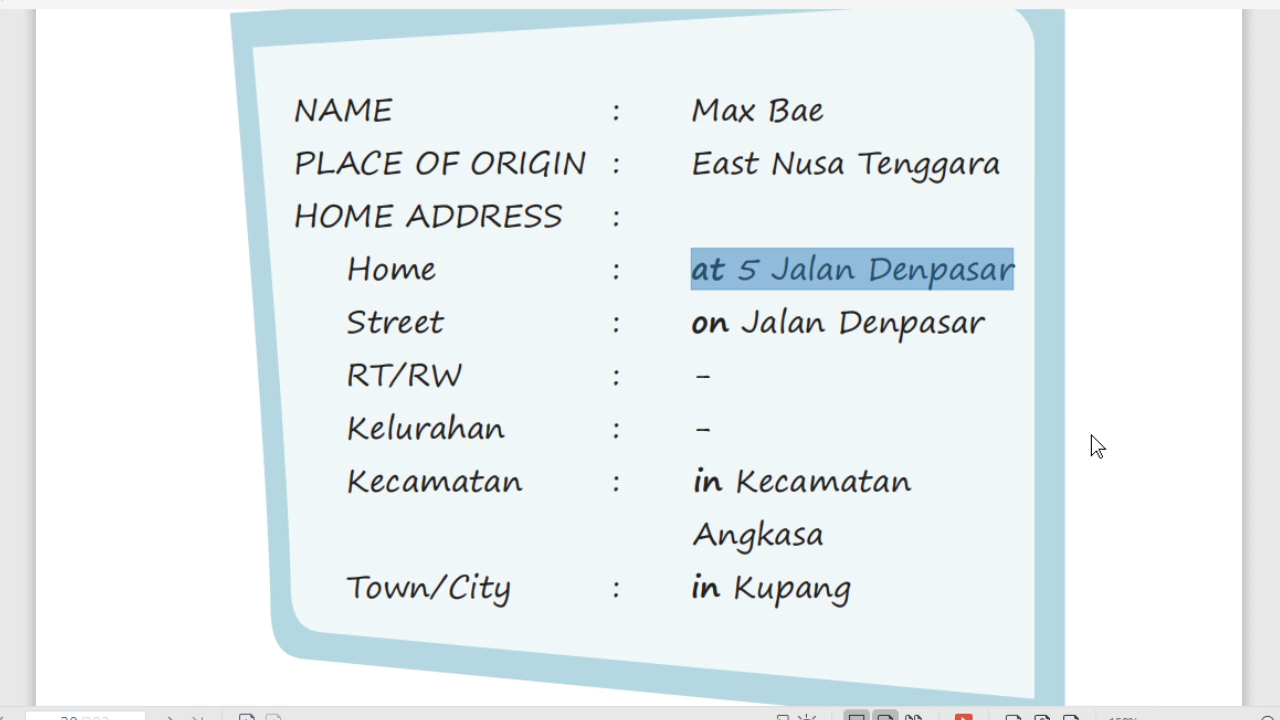 NAME : Max Bae
PLACE OF ORIGIN : East Nusa Tenggara
HOME ADDRESS :
Home : at 5 Jalan Denpasar
Street : on Jalan Denpasar
RT/RW : -
Kelurahan : -
Kecamatan : in Kecamatan
Angkasa
Town/City : in Kupang